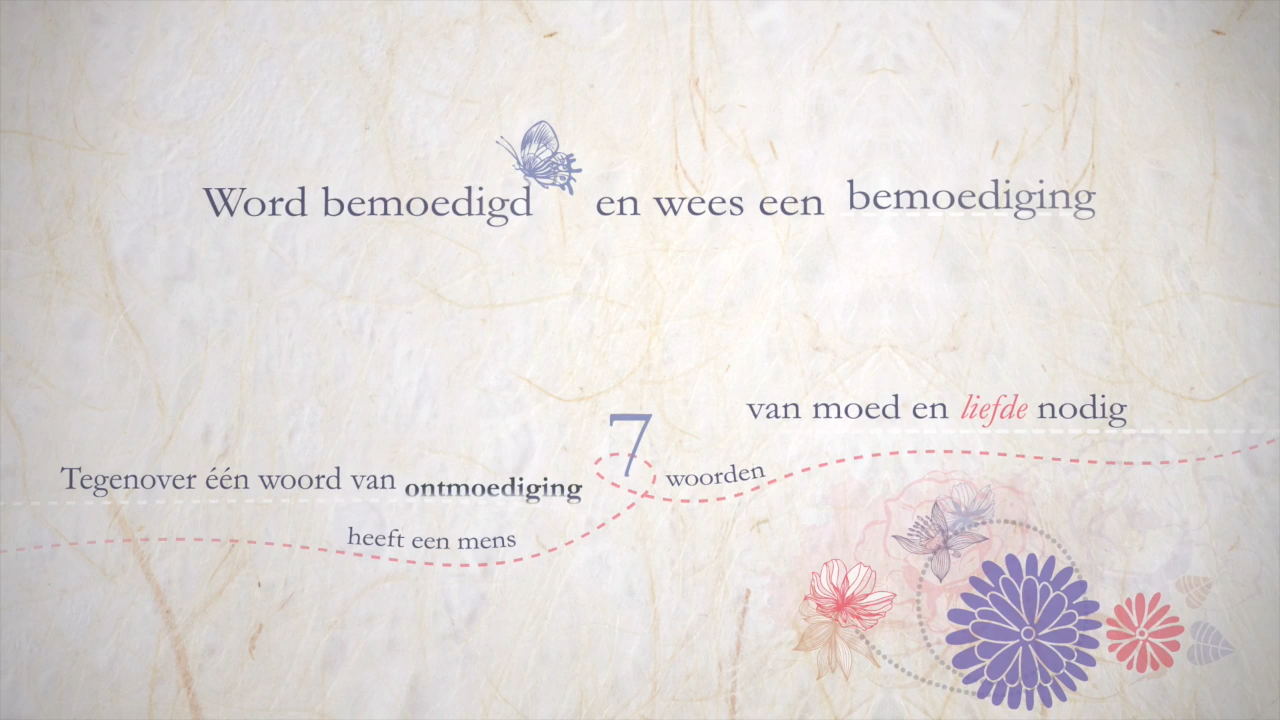 Word bemoedigd en wees een bemoediging
Tegenover één woord van ontmoediging
heeft een mens
7 woorden
van moed en liefde nodig